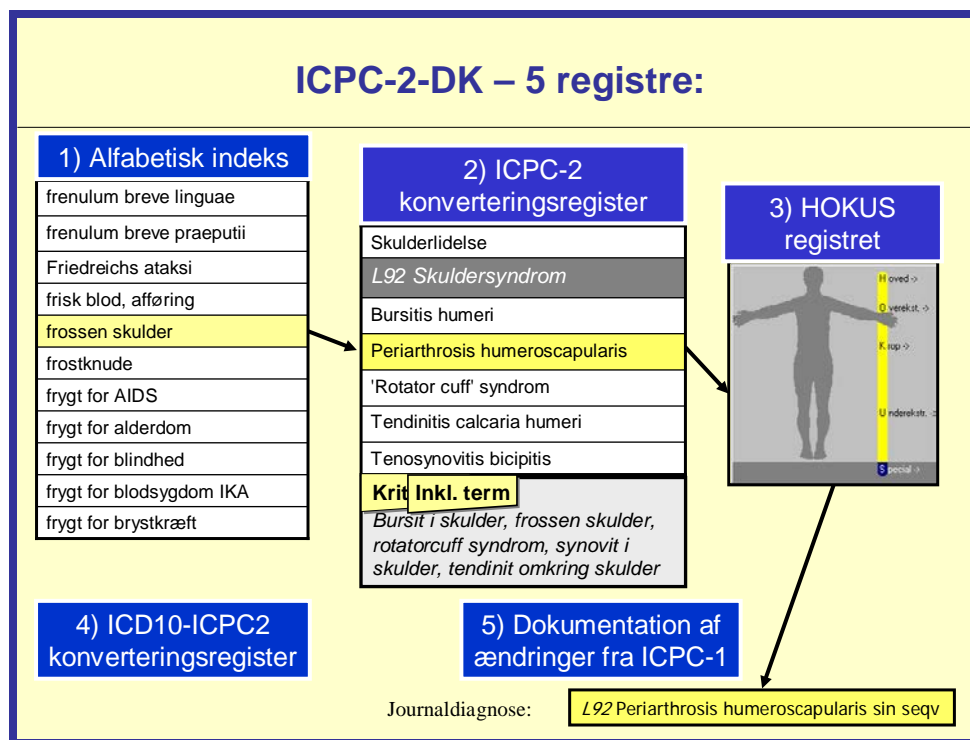 ICPC-2-DK – 5 registre:
1) Alfabetisk indeks
frenulum breve linguae
frenulum breve praeputii
Friedreichs ataksi
frisk blod, afføring
frossen skulder
frostknude
frygt for AIDS
frygt for alderdom
frygt for blindhed
frygt for blodsygdom IKA
frygt for brystkræft
2) ICPC-2
konverteringsregister
Skulderlidelse
L92 Skuldersyndrom
Bursitis humeri
Periarthrosis humeroscapularis
'Rotator cuff' syndrom
Tendinitis calcaria humeri
Tenosynovitis bicipitis
Krit Inkl. term
Bursit i skulder, frossen skulder,
rotatorcuff syndrom, synovit i
skulder, tendinit omkring skulder
3) HOKUS
registret
Hoved ->
Overekst. ->
Krop ->
Underekstr. ->
Special ->
4) ICD10-ICPC2
konverteringsregister
5) Dokumentation af
ændringer fra ICPC-1
Journaldiagnose:
L92 Periarthrosis humeroscapularis sin seqv